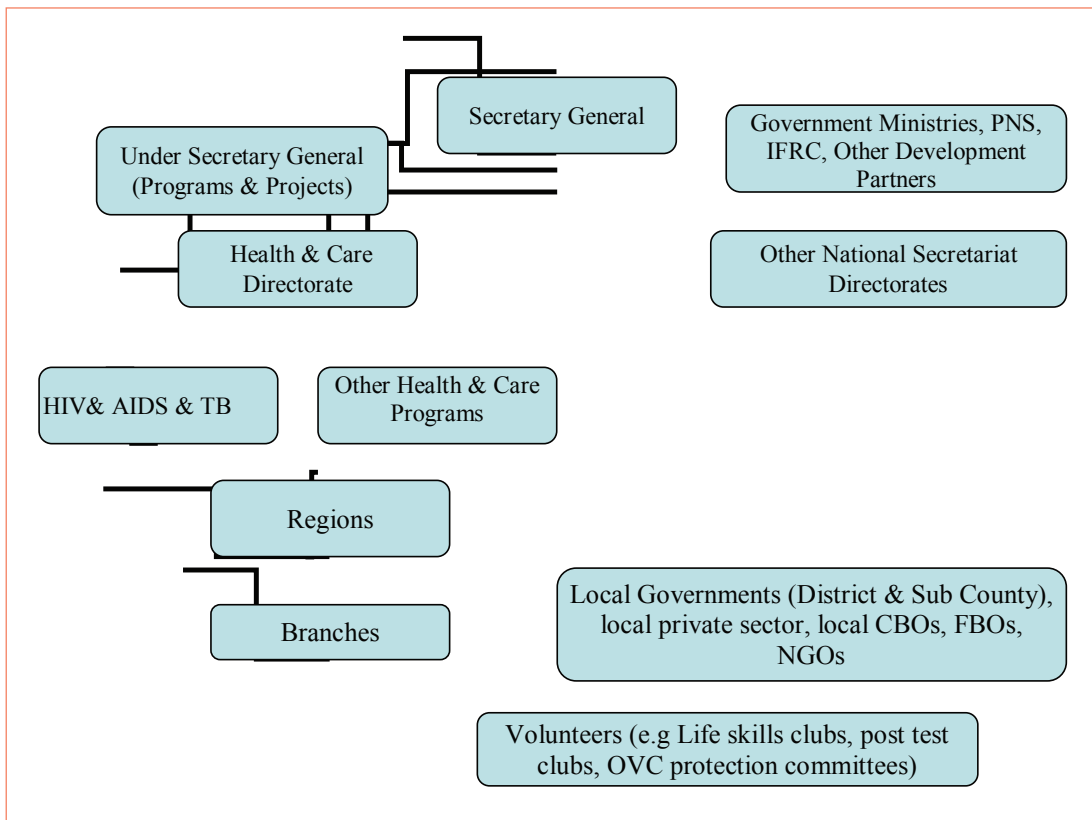 Secretary General
Government Ministries, PNS,
IFRC, Other Development
Partners
Under Secretary General
(Programs & Projects)
Health & Care
Directorate
Other National Secretariat
Directorates
HIV& AIDS & TB
Other Health & Care
Programs
Regions
Branches
Local Governments (District & Sub County),
local private sector, local CBOs, FBOs,
NGOs
Volunteers (e.g Life skills clubs, post test
clubs, OVC protection committees)